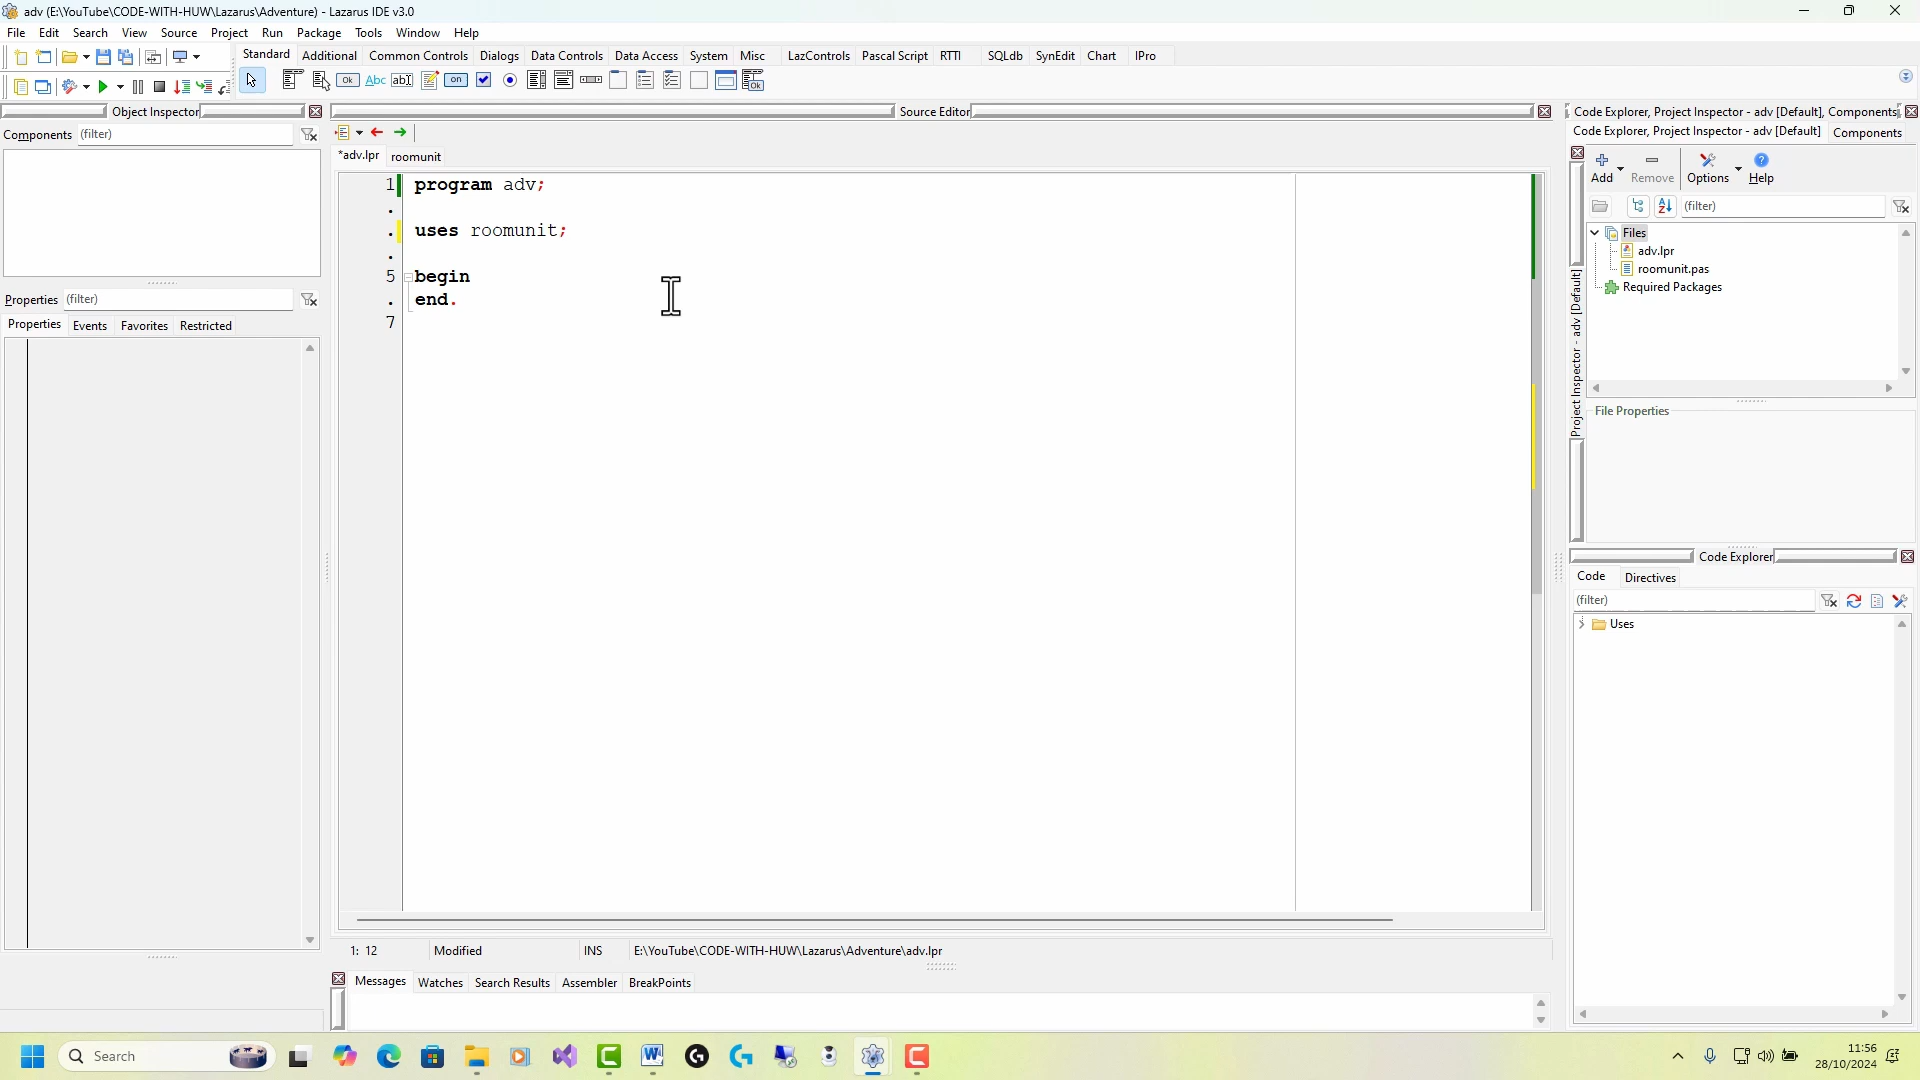 adv (E:\YouTube\CODE-WITH-HUW\Lazarus\Adventure) - Lazarus IDE v3.0
File Edit Search View Source Project Run Package Tools Window Help
Standard Additional Common Controls Dialogs Data Controls Data Access System Misc LazControls Pascal Script RTTI SQLdb SynEdit Chart IPro
Ok Abc ab on Ok
Object Inspector
Source Editor
Code Explorer, Project Inspector - adv [Default], Components
Components (filter)
Code Explorer, Project Inspector - adv [Default] Components
*adv.lpr roomunit
Add Remove Options Help
(filter)
1 program adv;
. uses roomunit;
5 begin
. end.
7
Files
adv.lpr
roomunit.pas
Required Packages
Project Inspector - adv [Default]
Properties (filter)
Properties Events Favorites Restricted
File Properties
Code Explorer
Code Directives
(filter)
Uses
1: 12 Modified INS E:\YouTube\CODE-WITH-HUW\Lazarus\Adventure\adv.lpr
Messages Watches Search Results Assembler BreakPoints
Search
11:56
28/10/2024